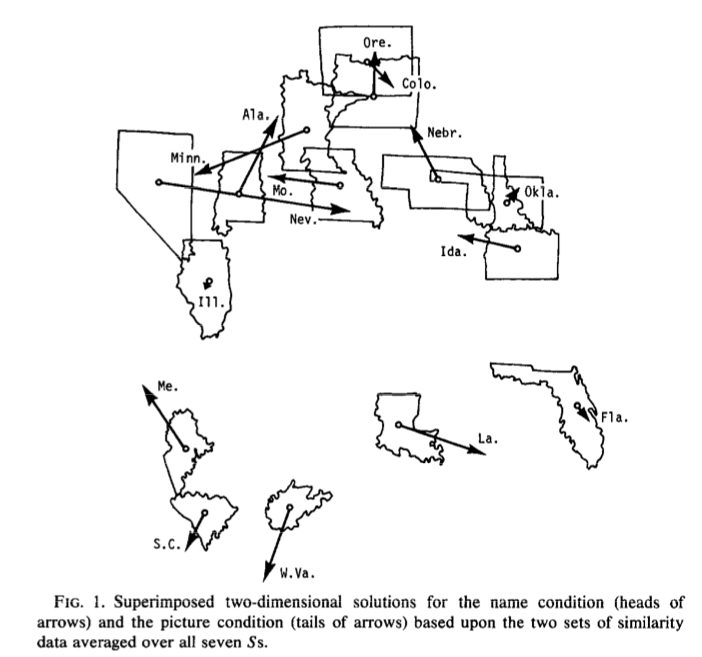 Ore.
Colo.
Ala.
Nebr.
Minn.
Mo.
Okla.
Nev.
Ida.
Ill.
Me.
Fla.
La.
S.C.
W.Va.
FIG. 1. Superimposed two-dimensional solutions for the name condition (heads of
arrows) and the picture condition (tails of arrows) based upon the two sets of similarity
data averaged over all seven Ss.